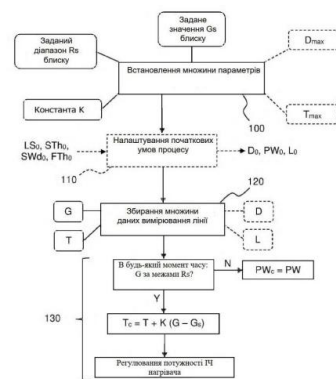 Задане
значення Gs
блиску
Заданий
діапазон Rs
блиску
Dmax
Встановлення множини параметрів
Константа K
Tmax
100
LS0, STh0,
SWd0, FTh0
Налаштування початкових
умов процесу
D0, PW0, L0
110
120
G
Збирання множини
даних вимірювання лінії
D
T
L
130
В будь-який момент часу:
G за межами Rs?
N
PWc = PW
Y
Tc = T + K (G – Gs)
Регулювання потужності ІЧ
нагрівача